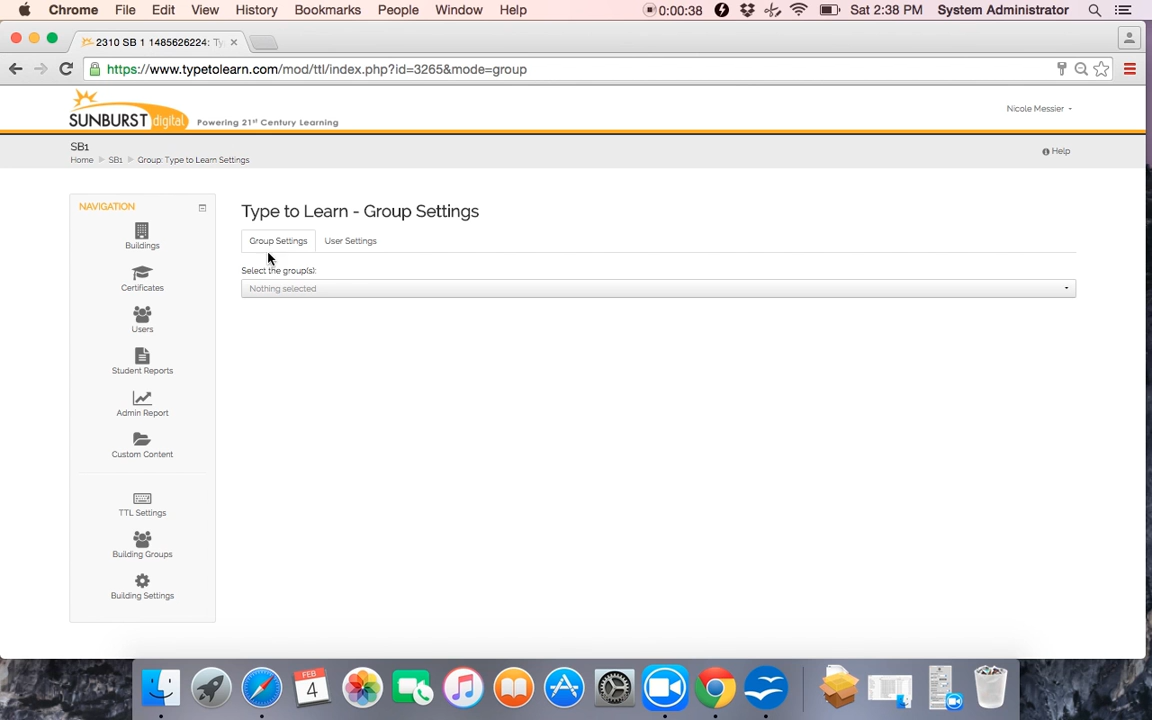 Chrome File Edit View History Bookmarks People Window Help 0:00:38 Sat 2:38 PM System Administrator
2310 SB 1 1485626224: Ty
https://www.typetolearn.com/mod/ttl/index.php?id=3265&mode=group
SUNBURST digital Powering 21st Century Learning Nicole Messier
SB1
Home SB1 Group: Type to Learn Settings Help
NAVIGATION
Buildings
Certificates
Users
Student Reports
Admin Report
Custom Content
TTL Settings
Building Groups
Building Settings
Type to Learn - Group Settings
Group Settings User Settings
Select the group(s):
Nothing selected
FEB
4